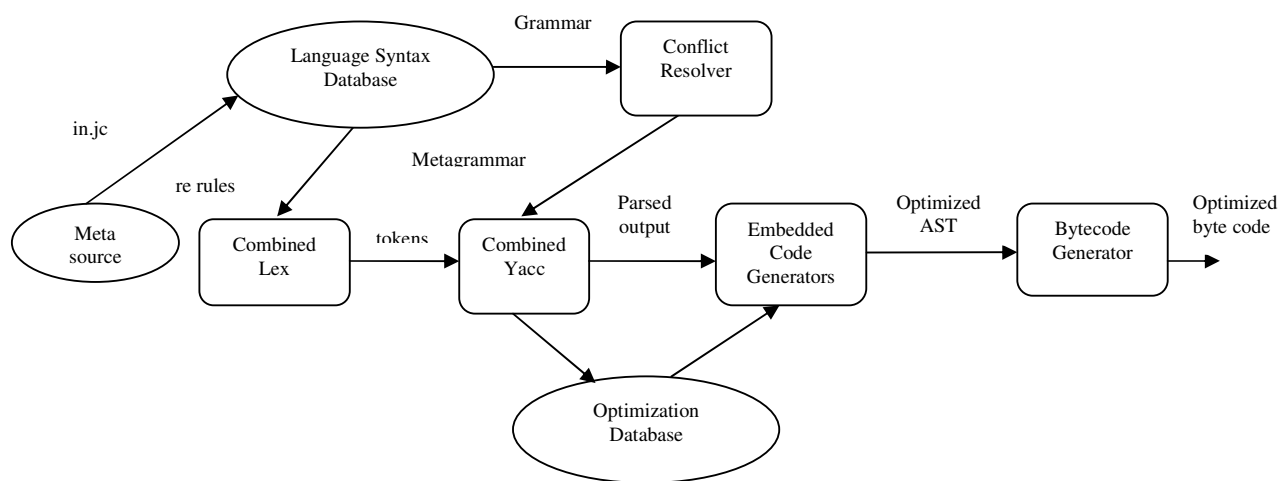 Grammar
Conflict
Resolver
Language Syntax
Database
in.jc
Metagrammar
re rules
Meta
source
Combined
Lex
tokens
Combined
Yacc
Parsed
output
Embedded
Code
Generators
Optimized
AST
Bytecode
Generator
Optimized
byte code
Optimization
Database